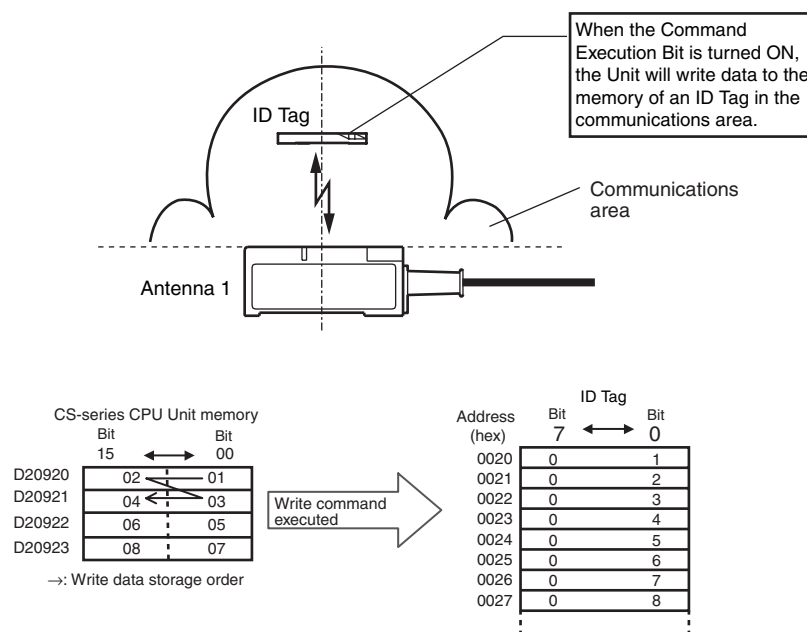 When the Command
Execution Bit is turned ON,
the Unit will write data to the
memory of an ID Tag in the
communications area.
ID Tag
Communications
area
Antenna 1
CS-series CPU Unit memory
Bit Bit
15 00
D20920 02 01
D20921 04 03
D20922 06 05
D20923 08 07
→: Write data storage order
Write command
executed
ID Tag
Address Bit Bit
(hex) 7 0
0020 0 1
0021 0 2
0022 0 3
0023 0 4
0024 0 5
0025 0 6
0026 0 7
0027 0 8